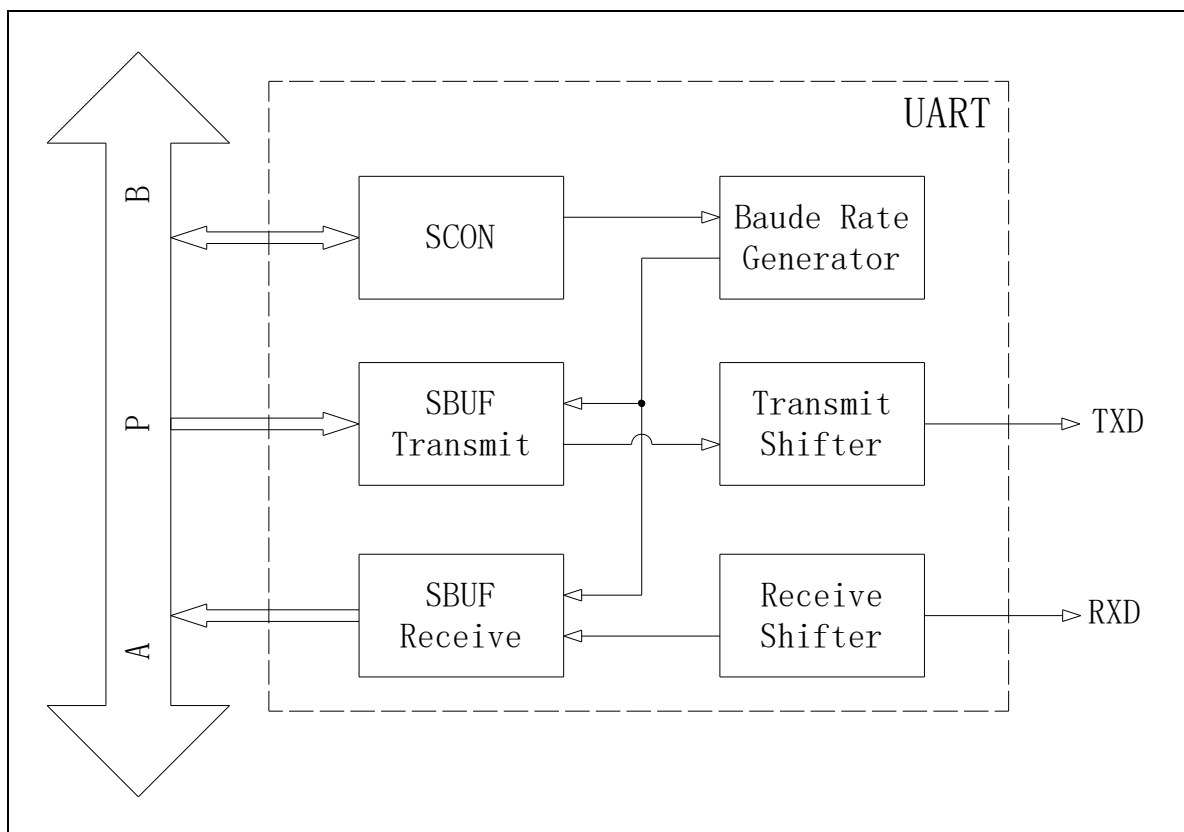 UART
B
P
A
SCON
Baude Rate
Generator
SBUF
Transmit
Transmit
Shifter
TXD
SBUF
Receive
Receive
Shifter
RXD